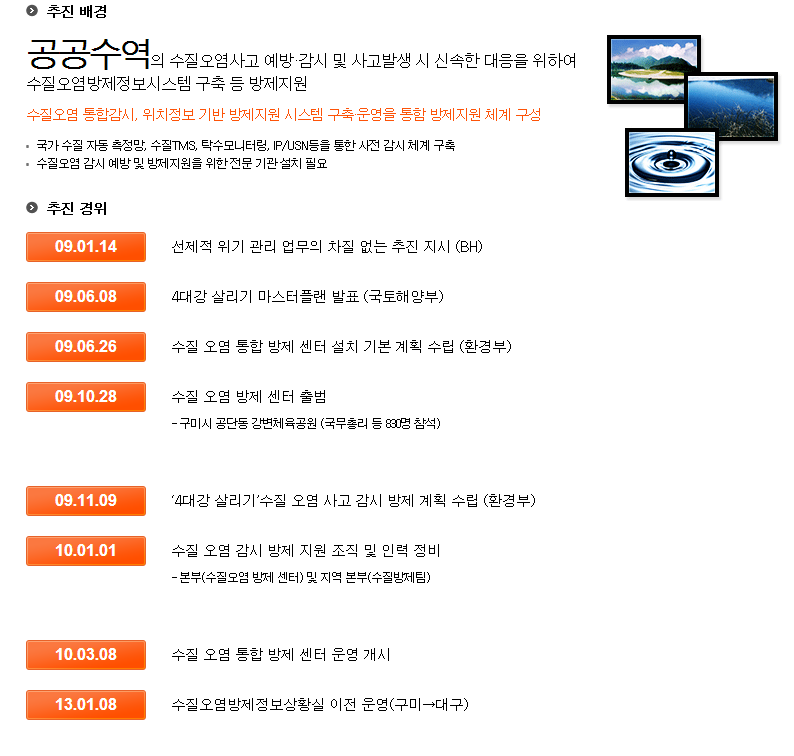 추진 배경
공공수역의 수질오염사고 예방·감시 및 사고발생 시 신속한 대응을 위하여
수질오염방제정보시스템 구축 등 방제지원
수질오염 통합감시, 위치정보 기반 방제지원 시스템 구축·운영을 통합 방제지원 체계 구성
국가 수질 자동 측정망, 수질TMS, 탁수모니터링, IP/USN등을 통한 사전 감시 체계 구축
수질오염 감시 예방 및 방제지원을 위한 전문 기관 설치 필요
추진 경위
09.01.14 선제적 위기 관리 업무의 차질 없는 추진 지시 (BH)
09.06.08 4대강 살리기 마스터플랜 발표 (국토해양부)
09.06.26 수질 오염 통합 방제 센터 설치 기본 계획 수립 (환경부)
09.10.28 수질 오염 방제 센터 출범
- 구미시 공단동 강변체육공원 (국무총리 등 830명 참석)
09.11.09 ‘4대강 살리기’수질 오염 사고 감시 방제 계획 수립 (환경부)
10.01.01 수질 오염 감시 방제 지원 조직 및 인력 정비
- 본부(수질오염 방제 센터) 및 지역 본부(수질방제팀)
10.03.08 수질 오염 통합 방제 센터 운영 개시
13.01.08 수질오염방제정보상황실 이전 운영(구미→대구)